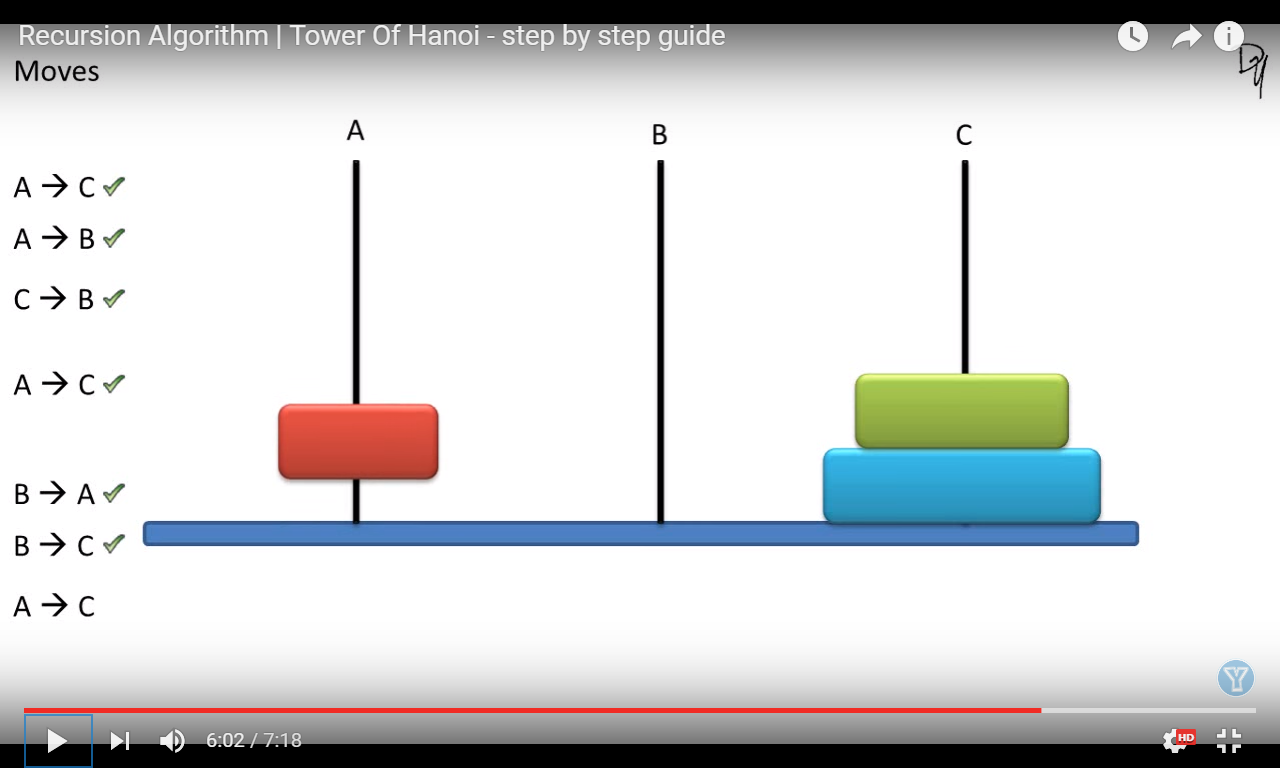 Recursion Algorithm | Tower Of Hanoi - step by step guide
Moves
A B C
A → C ✓
A → B ✓
C → B ✓
A → C ✓
B → A ✓
B → C ✓
A → C
Y
6:02 / 7:18
HD